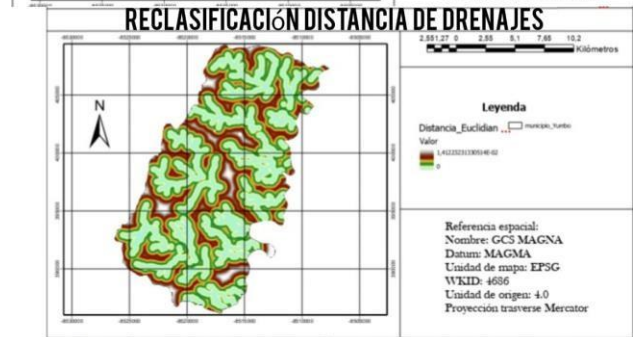 RECLASIFICACIóN DISTANCIA DE DRENAJES
2,551,27 0 2,55 5,1 7,65 10,2
Kilómetros
N
Leyenda
Distancia_Euclidian ... municipio_Yumbo
Valor
0
Referencia espacial:
Nombre: GCS MAGNA
Datum: MAGMA
Unidad de mapa: EPSG
WKID: 4686
Unidad de origen: 4.0
Proyección trasverse Mercator